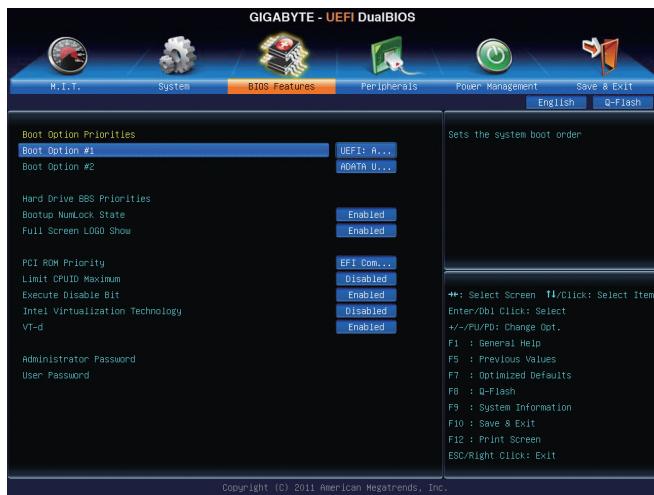 GIGABYTE - UEFI DualBIOS
M.I.T. System BIOS Features Peripherals Power Management Save & Exit
English Q-Flash
Boot Option Priorities
Boot Option #1 UEFI: A...
Boot Option #2 ADATA U...
Hard Drive BBS Priorities
Bootup NumLock State Enabled
Full Screen LOGO Show Enabled
PCI ROM Priority EFI Com...
Limit CPUID Maximum Disabled
Execute Disable Bit Enabled
Intel Virtualization Technology Disabled
VT-d Enabled
Administrator Password
User Password
Sets the system boot order
→←: Select Screen ↑↓/Click: Select Item
Enter/Dbl Click: Select
+/-/PU/PD: Change Opt.
F1 : General Help
F5 : Previous Values
F7 : Optimized Defaults
F8 : Q-Flash
F9 : System Information
F10 : Save & Exit
F12 : Print Screen
ESC/Right Click: Exit
Copyright (C) 2011 American Megatrends, Inc.